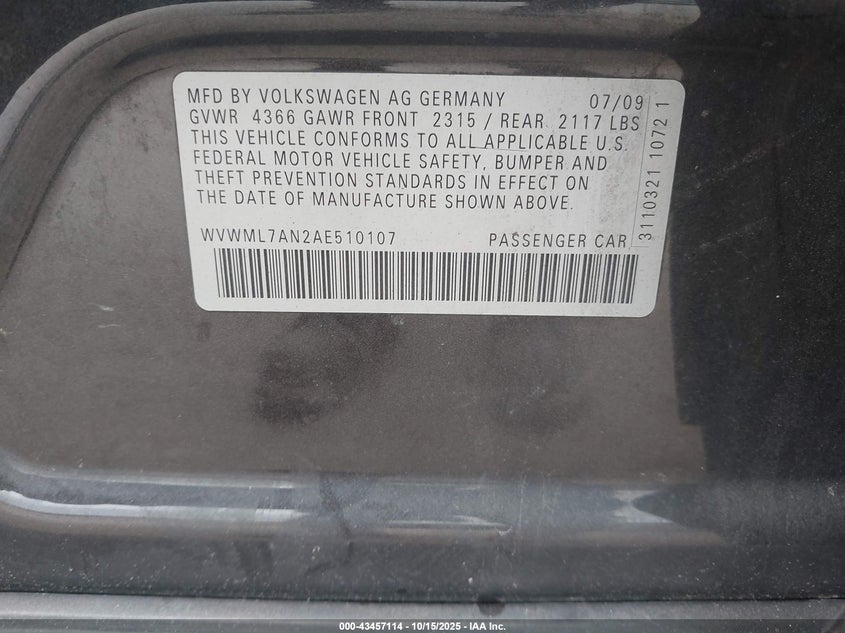 MFD BY VOLKSWAGEN AG GERMANY 07/09
GVWR 4366 GAWR FRONT 2315 / REAR. 2117 LBS
THIS VEHICLE CONFORMS TO ALL APPLICABLE U.S.
FEDERAL MOTOR VEHICLE SAFETY, BUMPER AND
THEFT PREVENTION STANDARDS IN EFFECT ON
THE DATE OF MANUFACTURE SHOWN ABOVE.
WVWML7AN2AE510107 PASSENGER CAR
3110321 1072 1
000-43457114 - 10/15/2025 - IAA Inc.